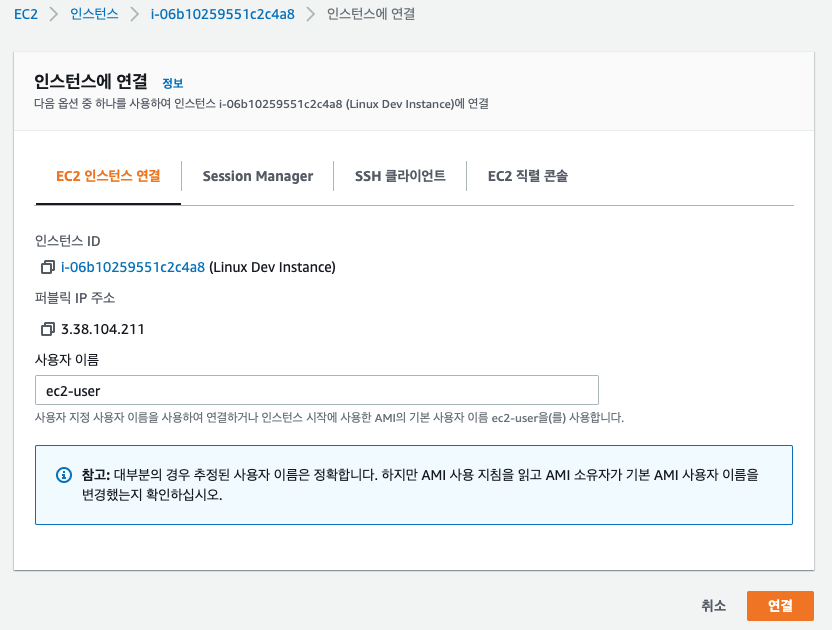 EC2 > 인스턴스 > i-06b10259551c2c4a8 > 인스턴스에 연결
인스턴스에 연결 정보
다음 옵션 중 하나를 사용하여 인스턴스 i-06b10259551c2c4a8 (Linux Dev Instance)에 연결
EC2 인스턴스 연결 Session Manager SSH 클라이언트 EC2 직렬 콘솔
인스턴스 ID
i-06b10259551c2c4a8 (Linux Dev Instance)
퍼블릭 IP 주소
3.38.104.211
사용자 이름
ec2-user
사용자 지정 사용자 이름을 사용하여 연결하거나 인스턴스 시작에 사용한 AMI의 기본 사용자 이름 ec2-user을(를) 사용합니다.
참고: 대부분의 경우 추정된 사용자 이름은 정확합니다. 하지만 AMI 사용 지침을 읽고 AMI 소유자가 기본 AMI 사용자 이름을
변경했는지 확인하십시오.
취소 연결